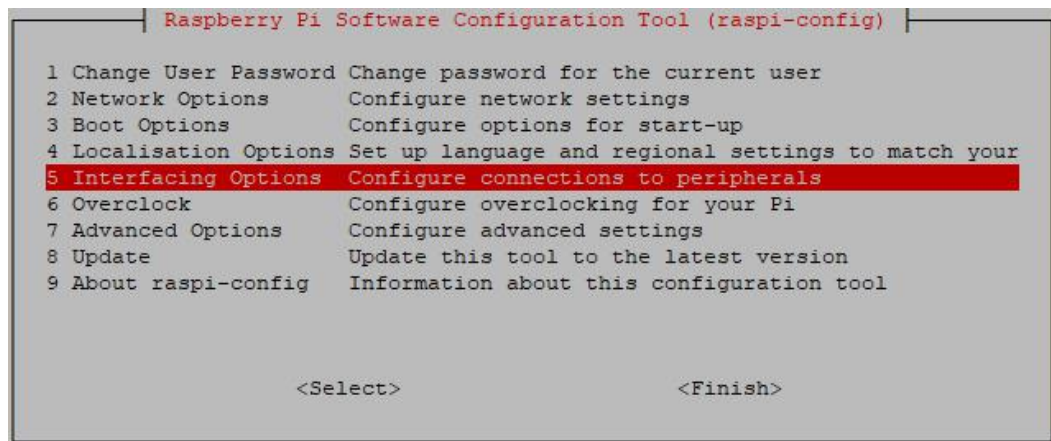 Raspberry Pi Software Configuration Tool (raspi-config)
1 Change User Password Change password for the current user
2 Network Options Configure network settings
3 Boot Options Configure options for start-up
4 Localisation Options Set up language and regional settings to match your
5 Interfacing Options Configure connections to peripherals
6 Overclock Configure overclocking for your Pi
7 Advanced Options Configure advanced settings
8 Update Update this tool to the latest version
9 About raspi-config Information about this configuration tool
<Select> <Finish>